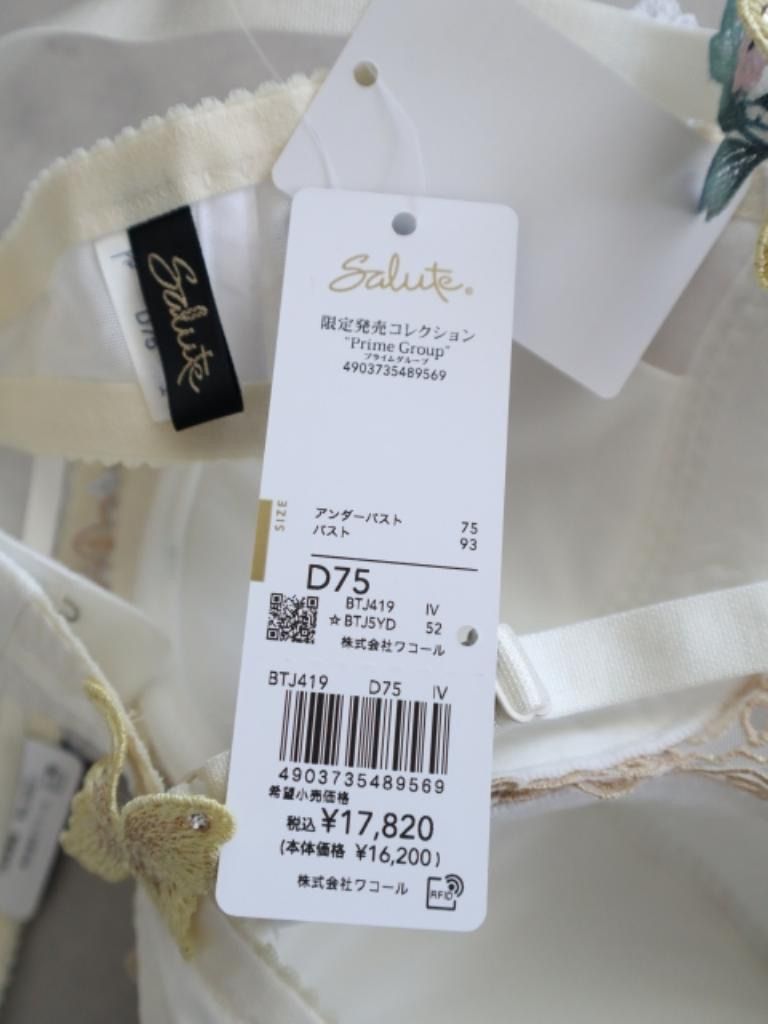 Salute®
限定発売コレクション
"Prime Group"
プライムグループ
4903735489569
SIZE
アンダーバスト 75
バスト 93
D75
BTJ419 IV
☆BTJ5YD 52
株式会社ワコール
BTJ419 D75 IV
4903735489569
希望小売価格
税込 ¥17,820
(本体価格 ¥16,200)
株式会社ワコール
RFID
Salute
D75